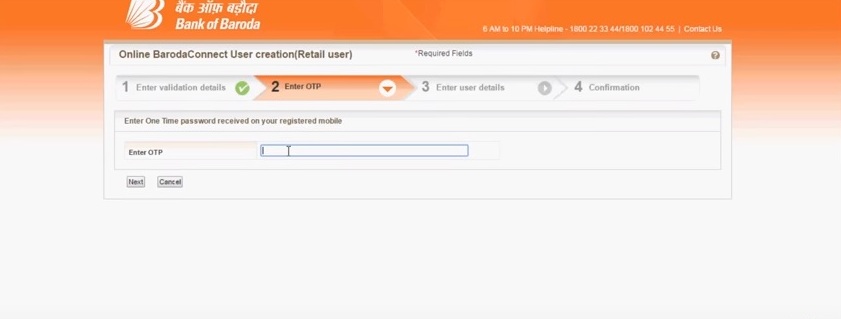 बैंक ऑफ़ बड़ौदा
Bank of Baroda
6 AM to 10 PM Helpline - 1800 22 33 44/1800 102 44 55 | Contact Us
Online BarodaConnect User creation(Retail user) *Required Fields
1 Enter validation details 2 Enter OTP 3 Enter user details 4 Confirmation
Enter One Time password received on your registered mobile
Enter OTP
Next Cancel